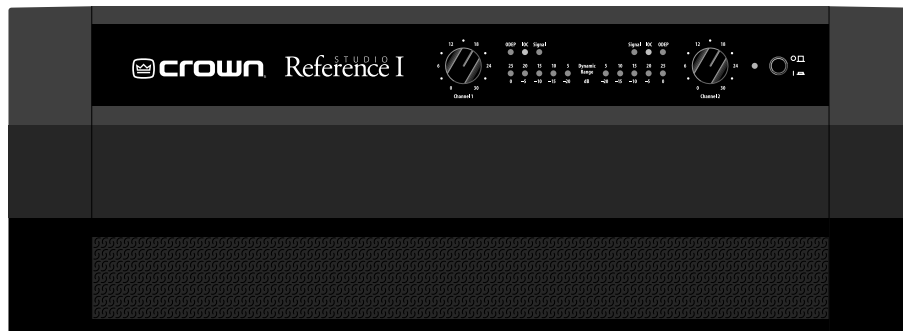 crown
STUDIO
Reference I
12 18
6 24
0 30
Channel 1
ODEP IOC Signal
25 20 15 10 5
0 -5 -10 -15 -20
Dynamic
Range
dB
Signal IOC ODEP
5 10 15 20 25
-20 -15 -10 -5 0
12 18
6 24
0 30
Channel 2
O
I